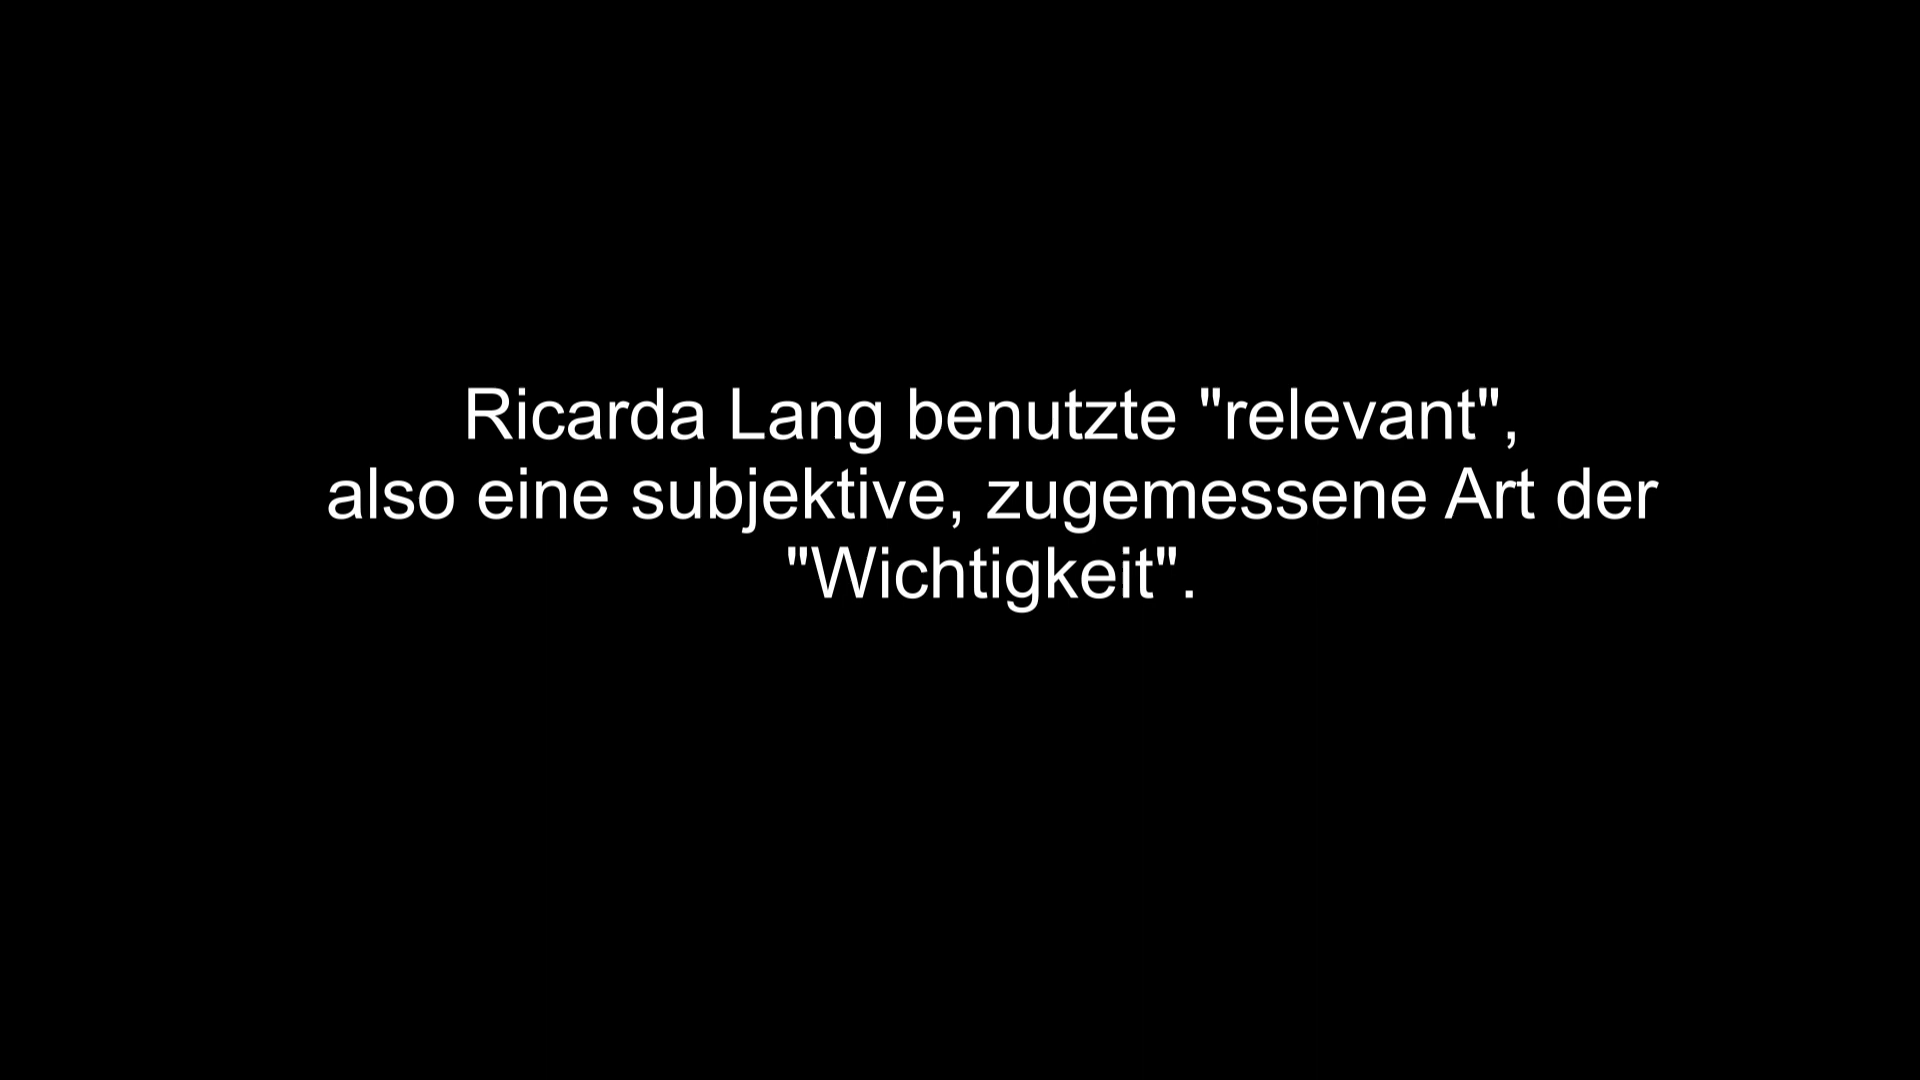 Ricarda Lang benutzte "relevant",
also eine subjektive, zugemessene Art der
"Wichtigkeit".